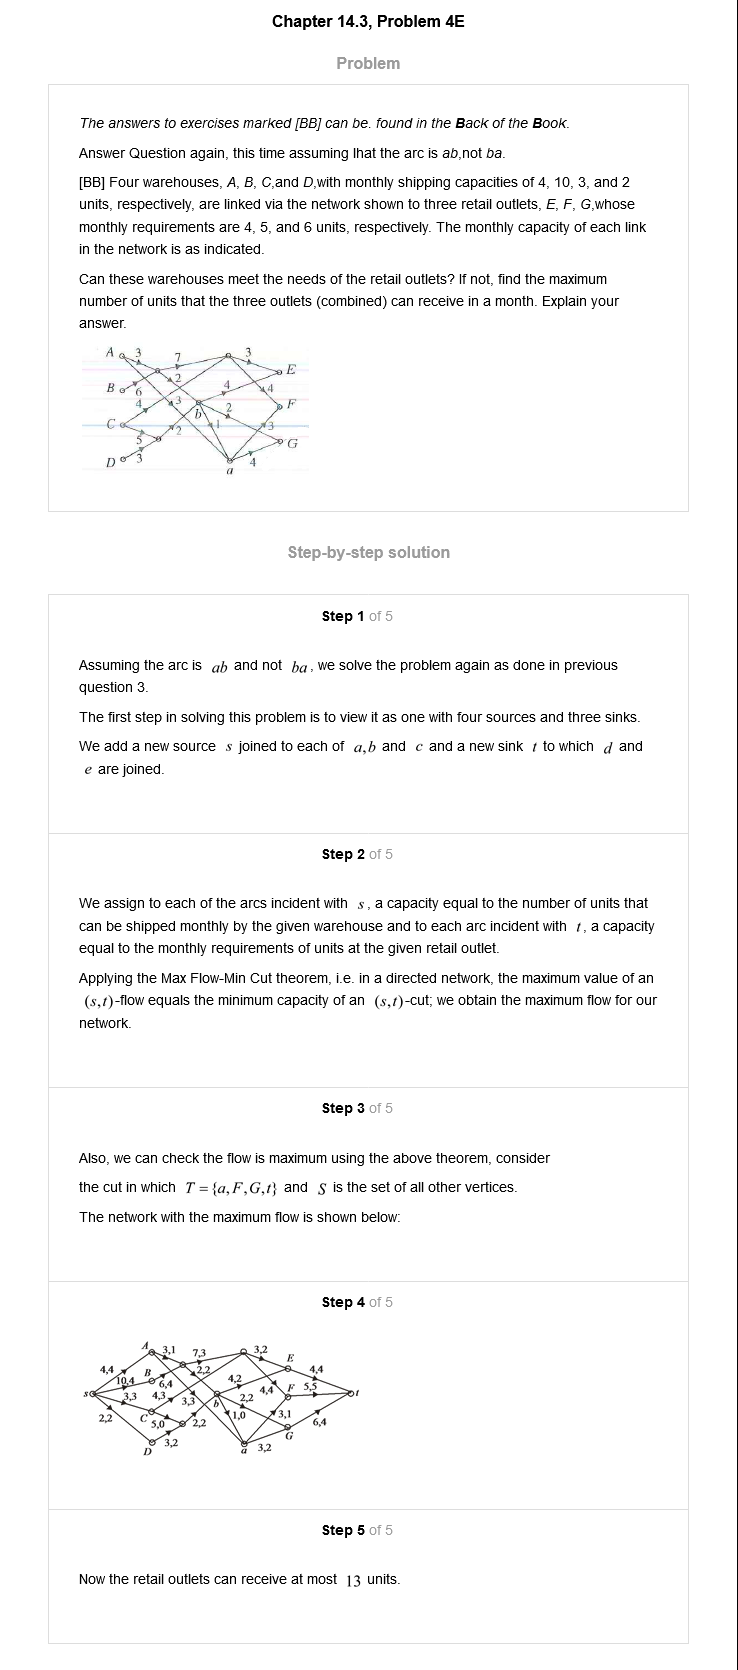 Chapter 14.3, Problem 4E
Problem
The answers to exercises marked [BB] can be. found in the Back of the Book.
Answer Question again, this time assuming lhat the arc is ab,not ba.
[BB] Four warehouses, A, B, C,and D,with monthly shipping capacities of 4, 10, 3, and 2
units, respectively, are linked via the network shown to three retail outlets, E, F, G,whose
monthly requirements are 4, 5, and 6 units, respectively. The monthly capacity of each link
in the network is as indicated.
Can these warehouses meet the needs of the retail outlets? If not, find the maximum
number of units that the three outlets (combined) can receive in a month. Explain your
answer.
A 3 7 3
E
B 6 2 4 4
4 3 b 2 F
C 5 2 1 3
G
D 3 a 4
Step-by-step solution
Step 1 of 5
Assuming the arc is ab and not ba, we solve the problem again as done in previous
question 3.
The first step in solving this problem is to view it as one with four sources and three sinks.
We add a new source s joined to each of a,b and c and a new sink t to which d and
e are joined.
Step 2 of 5
We assign to each of the arcs incident with s, a capacity equal to the number of units that
can be shipped monthly by the given warehouse and to each arc incident with t, a capacity
equal to the monthly requirements of units at the given retail outlet.
Applying the Max Flow-Min Cut theorem, i.e. in a directed network, the maximum value of an
(s,t)-flow equals the minimum capacity of an (s,t)-cut; we obtain the maximum flow for our
network.
Step 3 of 5
Also, we can check the flow is maximum using the above theorem, consider
the cut in which T = {a,F,G,t} and S is the set of all other vertices.
The network with the maximum flow is shown below:
Step 4 of 5
A 3,1 7,3 3,2
E
4,4 B 2,2 4,4
10,4 6,4 4,2 4,4 F 5,5
s 3,3 4,3 3,3 b 2,2 t
2,2 C 5,0 2,2 1,0 3,1 6,4
G
D 3,2 a 3,2
Step 5 of 5
Now the retail outlets can receive at most 13 units.